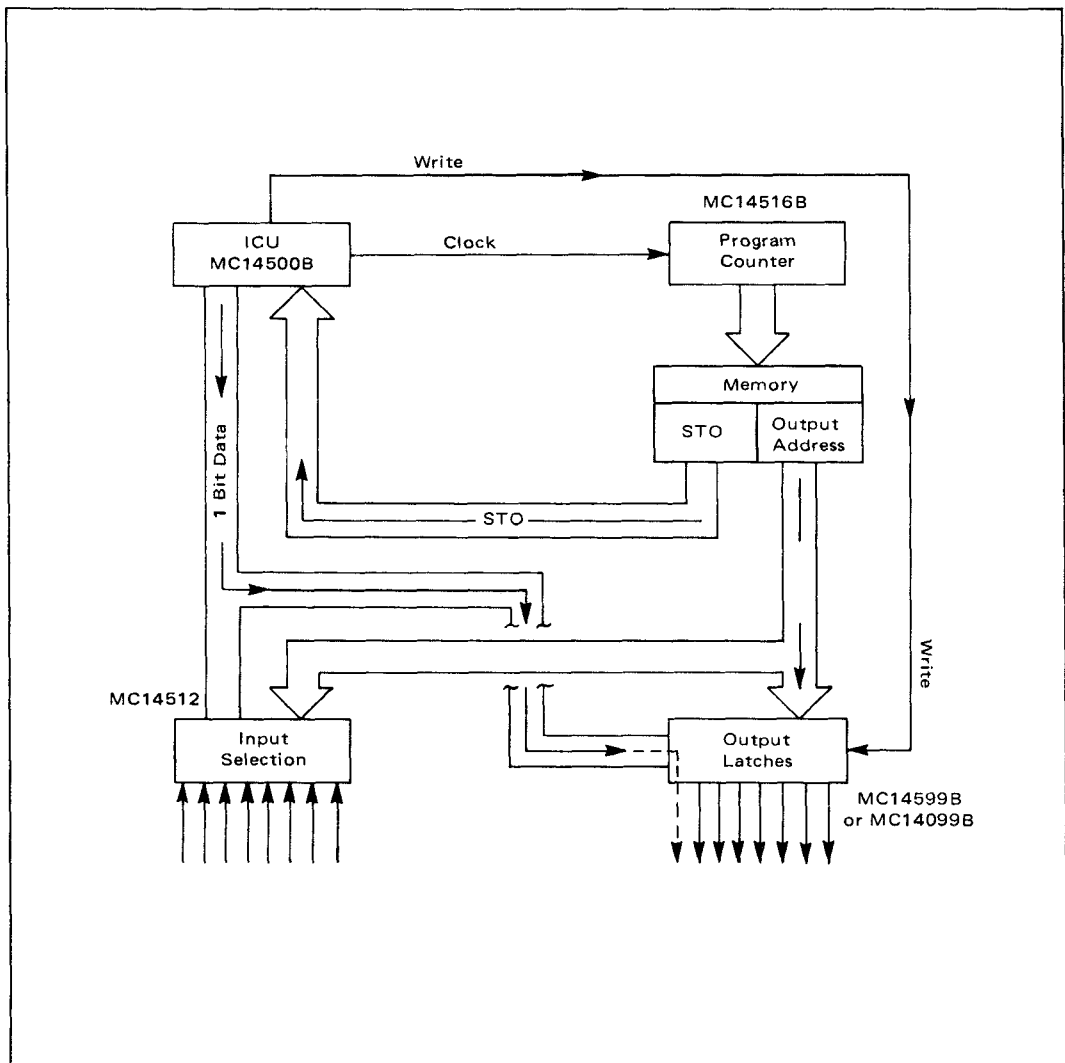 Write
MC14516B
ICU
MC14500B
Clock
Program
Counter
Memory
STO
Output
Address
1 Bit Data
STO
Write
MC14512
Input
Selection
Output
Latches
MC14599B
or MC14099B